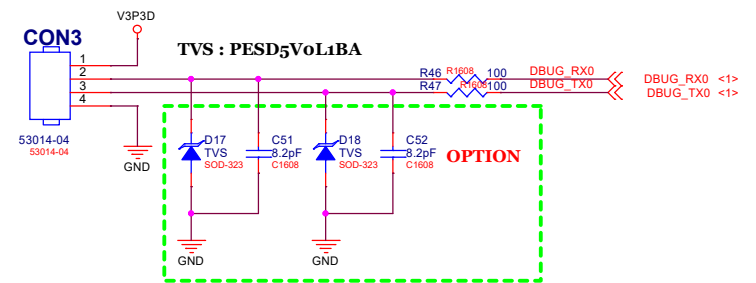 V3P3D
CON3
TVS : PESD5V0L1BA
1
2
3
4
R46 R1608 100 DBUG_RX0
R47 R1608 100 DBUG_TX0
DBUG_RX0 <1>
DBUG_TX0 <1>
53014-04
53014-04
GND
D17
TVS
SOD-323
C51
8.2pF
C1608
D18
TVS
SOD-323
C52
8.2pF
C1608
OPTION
GND
GND